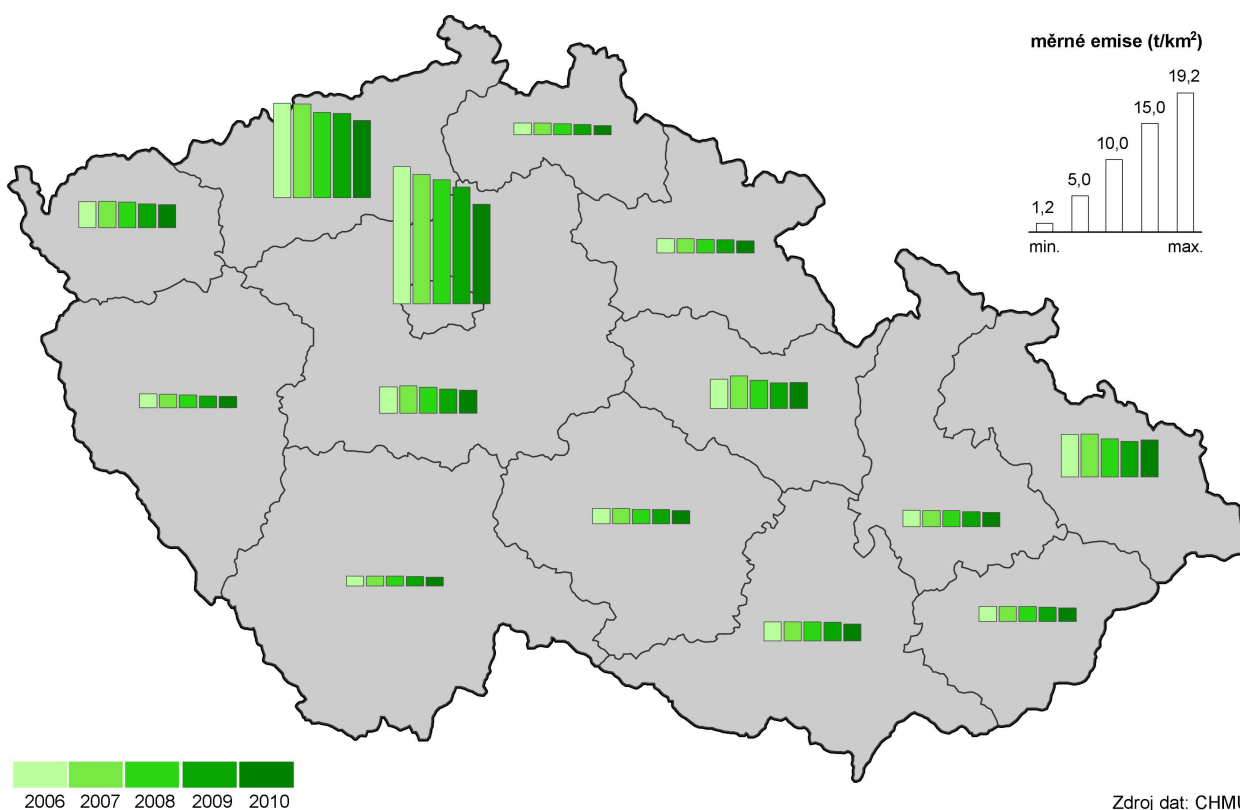 měrné emise (t/km²)
19,2
15,0
10,0
5,0
1,2
min. max.
2006 2007 2008 2009 2010
Zdroj dat: CHMÚ